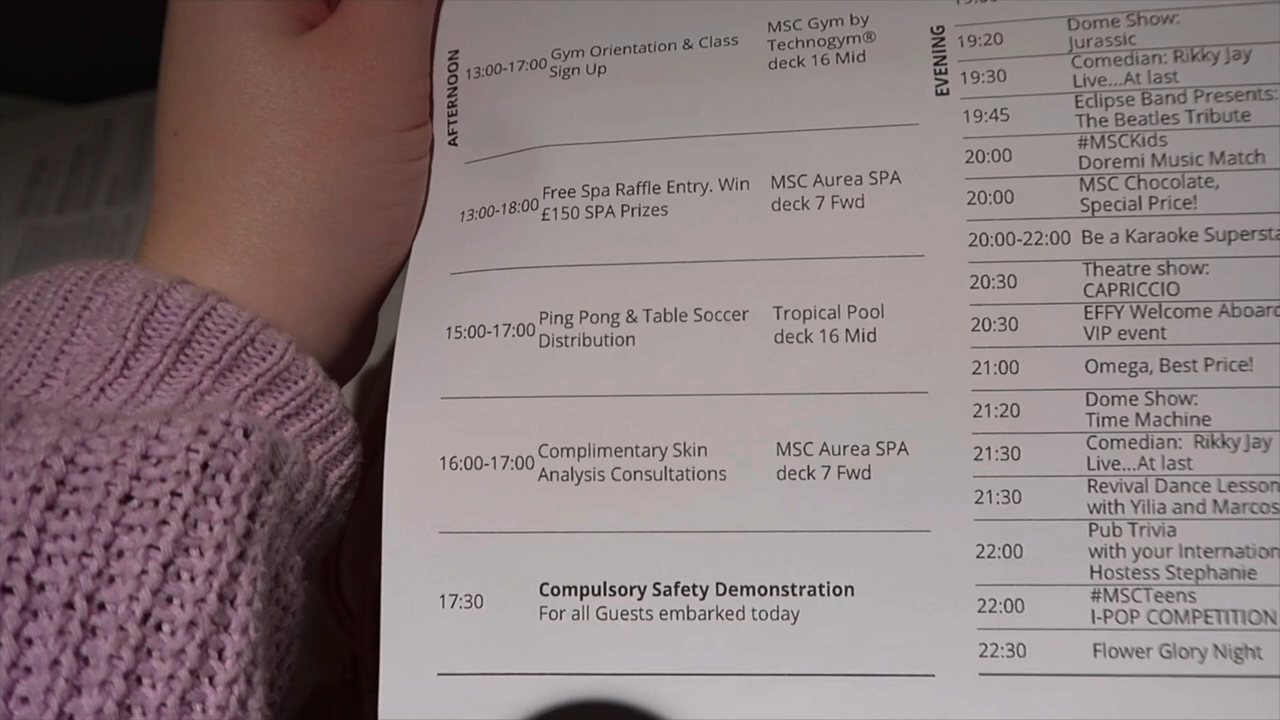 AFTERNOON
13:00-17:00 Gym Orientation & Class
Sign Up
MSC Gym by
Technogym®
deck 16 Mid
13:00-18:00 Free Spa Raffle Entry. Win
£150 SPA Prizes
MSC Aurea SPA
deck 7 Fwd
15:00-17:00 Ping Pong & Table Soccer
Distribution
Tropical Pool
deck 16 Mid
16:00-17:00 Complimentary Skin
Analysis Consultations
MSC Aurea SPA
deck 7 Fwd
17:30 Compulsory Safety Demonstration
For all Guests embarked today
EVENING
19:20 Dome Show:
Jurassic
19:30 Comedian: Rikky Jay
Live...At last
19:45 Eclipse Band Presents:
The Beatles Tribute
20:00 #MSCKids
Doremi Music Match
20:00 MSC Chocolate,
Special Price!
20:00-22:00 Be a Karaoke Supersta
20:30 Theatre show:
CAPRICCIO
20:30 EFFY Welcome Aboard
VIP event
21:00 Omega, Best Price!
21:20 Dome Show:
Time Machine
21:30 Comedian: Rikky Jay
Live...At last
21:30 Revival Dance Lesson
with Yilia and Marcos
22:00 Pub Trivia
with your Internation
Hostess Stephanie
22:00 #MSCTeens
I-POP COMPETITION
22:30 Flower Glory Night